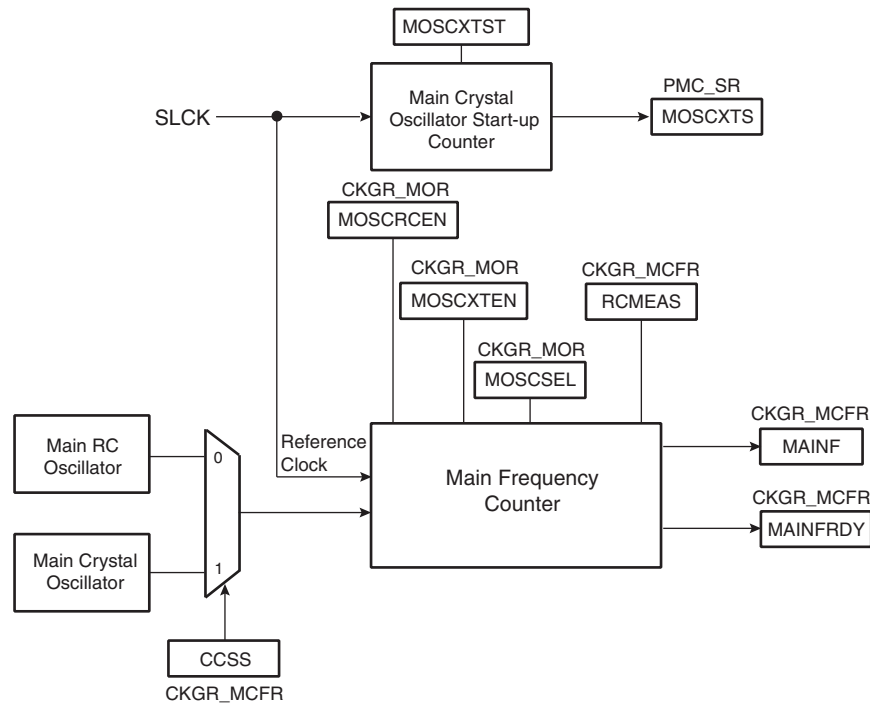 MOSCXTST
SLCK
Main Crystal
Oscillator Start-up
Counter
PMC_SR
MOSCXTS
CKGR_MOR
MOSCRCEN
CKGR_MOR
MOSCXTEN
CKGR_MCFR
RCMEAS
CKGR_MOR
MOSCSEL
Main RC
Oscillator
0
Reference
Clock
Main Frequency
Counter
CKGR_MCFR
MAINF
CKGR_MCFR
MAINFRDY
Main Crystal
Oscillator
1
CCSS
CKGR_MCFR